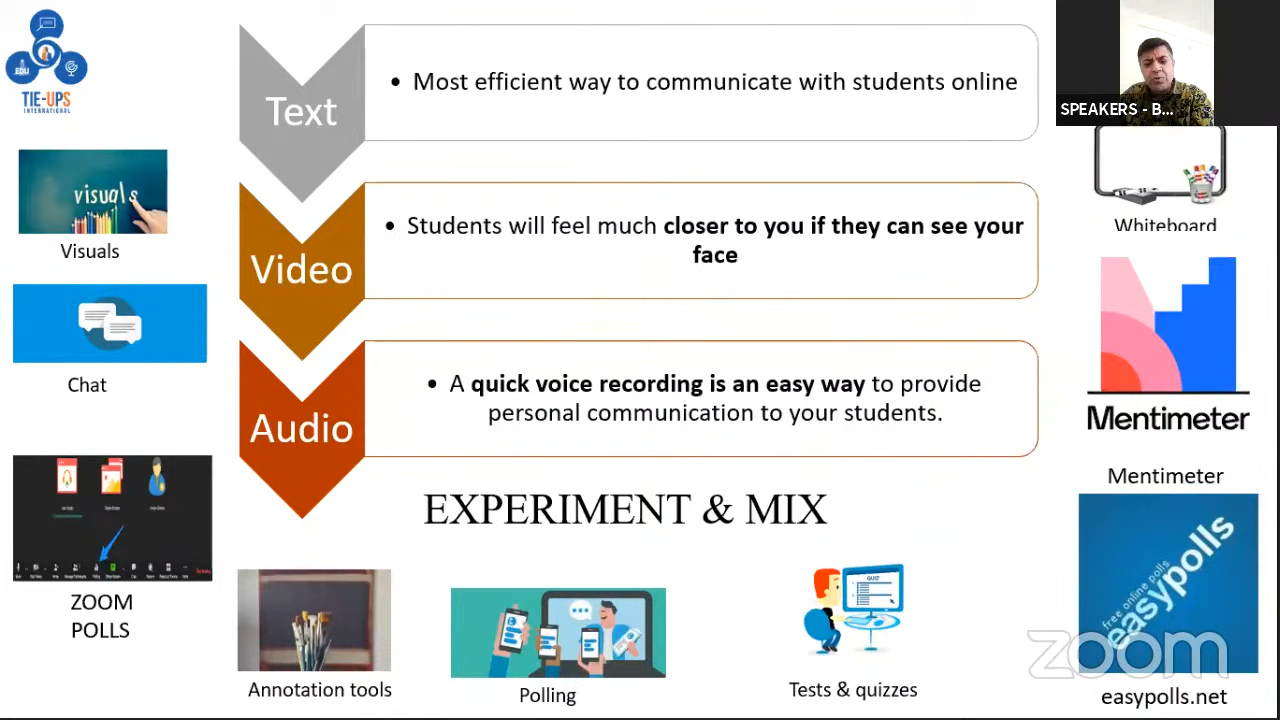 EDU
TIE-UPS
INTERNATIONAL
Text
• Most efficient way to communicate with students online
SPEAKERS - B...
visuals
Visuals
Video
• Students will feel much closer to you if they can see your
face
Whiteboard
Chat
Audio
• A quick voice recording is an easy way to provide
personal communication to your students.
Mentimeter
Mentimeter
EXPERIMENT & MIX
ZOOM
POLLS
Annotation tools
Polling
QUIZ
Tests & quizzes
free online polls
easypolls
zoom
easypolls.net